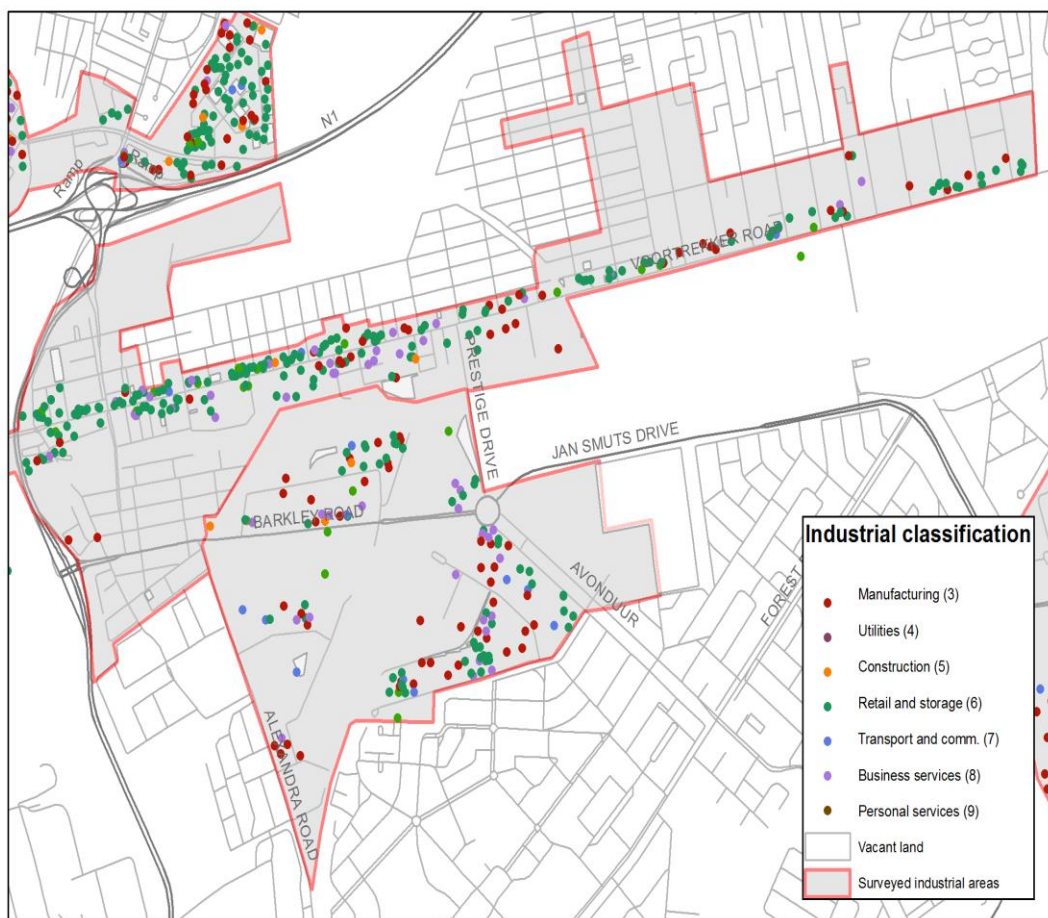 N1
Ramp
Ramp
VOORTREKKER ROAD
PRESTIGE DRIVE
JAN SMUTS DRIVE
BARKLEY ROAD
AVONDUUR
FOREST
ALEXANDRA ROAD
Industrial classification
Manufacturing (3)
Utilities (4)
Construction (5)
Retail and storage (6)
Transport and comm. (7)
Business services (8)
Personal services (9)
Vacant land
Surveyed industrial areas